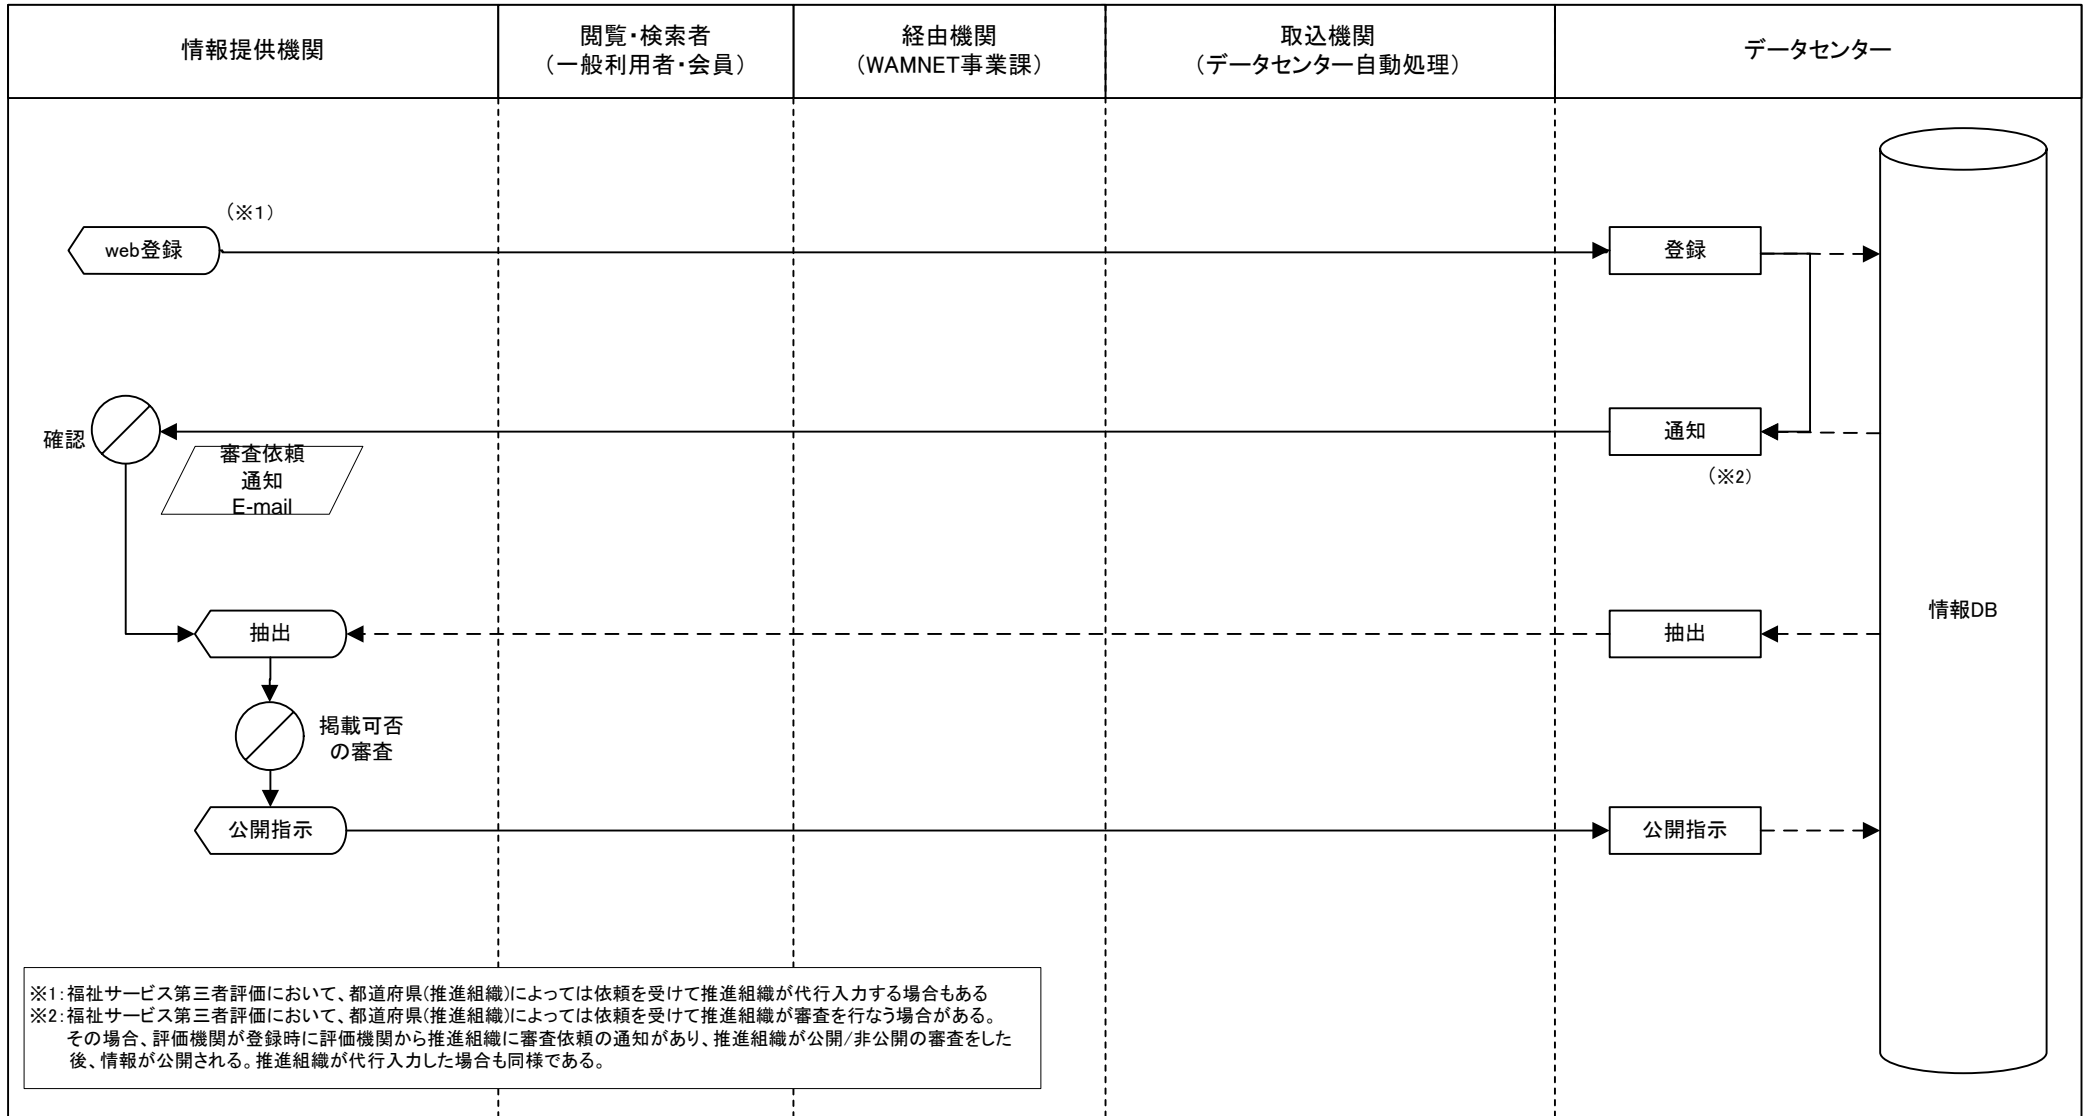 情報提供機関
閲覧・検索者
（一般利用者・会員）
経由機関
（WAMNET事業課）
取込機関
（データセンター自動処理）
データセンター
（※1）
web登録
登録
確認
審査依頼
通知
E-mail
通知
（※2）
抽出
抽出
情報DB
掲載可否
の審査
公開指示
公開指示
※1：福祉サービス第三者評価において、都道府県(推進組織)によっては依頼を受けて推進組織が代行入力する場合もある
※2：福祉サービス第三者評価において、都道府県(推進組織)によっては依頼を受けて推進組織が審査を行なう場合がある。
その場合、評価機関が登録時に評価機関から推進組織に審査依頼の通知があり、推進組織が公開/非公開の審査をした
後、情報が公開される。推進組織が代行入力した場合も同様である。